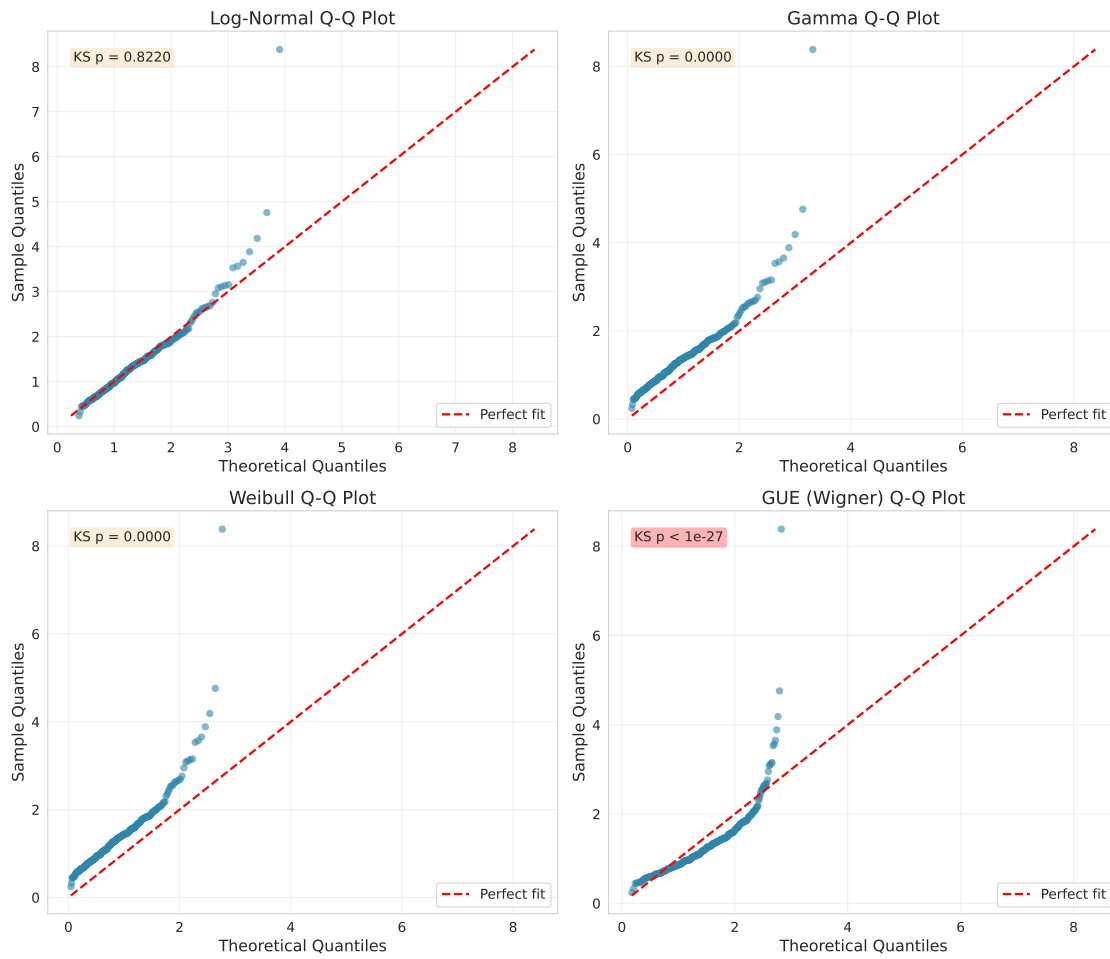 Log-Normal Q-Q Plot
KS p = 0.8220
Sample Quantiles
8
7
6
5
4
3
2
1
0
0 1 2 3 4 5 6 7 8
Theoretical Quantiles
Perfect fit
Gamma Q-Q Plot
KS p = 0.0000
Sample Quantiles
8
6
4
2
0
0 2 4 6 8
Theoretical Quantiles
Perfect fit
Weibull Q-Q Plot
KS p = 0.0000
Sample Quantiles
8
6
4
2
0
0 2 4 6 8
Theoretical Quantiles
Perfect fit
GUE (Wigner) Q-Q Plot
KS p < 1e-27
Sample Quantiles
8
6
4
2
0
0 2 4 6 8
Theoretical Quantiles
Perfect fit